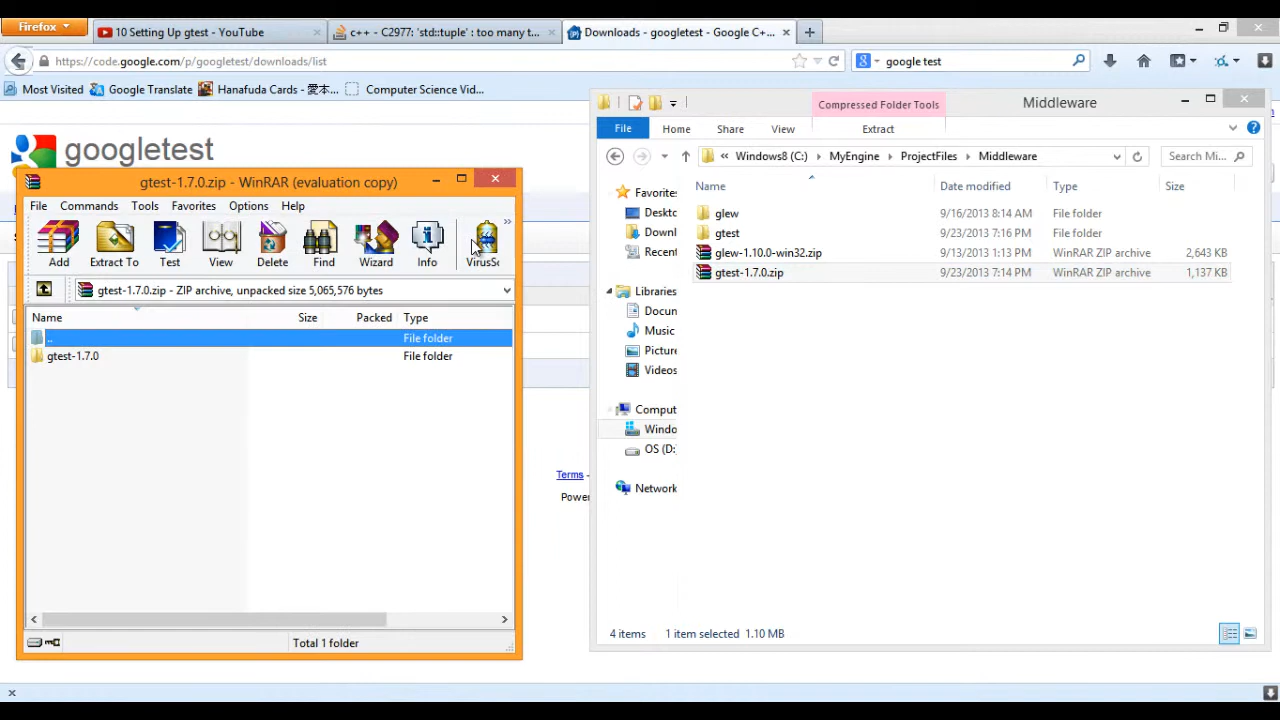 Firefox
10 Setting Up gtest - YouTube
c++ - C2977: 'std::tuple' : too many t...
Downloads - googletest - Google C+...
https://code.google.com/p/googletest/downloads/list
google test
Most Visited
Google Translate
Hanafuda Cards - 愛本...
Computer Science Vid...
googletest
gtest-1.7.0.zip - WinRAR (evaluation copy)
File Commands Tools Favorites Options Help
Add
Extract To
Test
View
Delete
Find
Wizard
Info
VirusSc
gtest-1.7.0.zip - ZIP archive, unpacked size 5,065,576 bytes
Name Size Packed Type
.. File folder
gtest-1.7.0 File folder
Total 1 folder
Terms -
Power
Compressed Folder Tools
Middleware
File Home Share View Extract
« Windows8 (C:) MyEngine ProjectFiles Middleware
Search Mi...
Favorites
Deskto
Downl
Recent
Libraries
Docum
Music
Picture
Videos
Comput
Windo
OS (D:)
Network
Name Date modified Type Size
glew 9/16/2013 8:14 AM File folder
gtest 9/23/2013 7:16 PM File folder
glew-1.10.0-win32.zip 9/13/2013 1:13 PM WinRAR ZIP archive 2,643 KB
gtest-1.7.0.zip 9/23/2013 7:14 PM WinRAR ZIP archive 1,137 KB
4 items 1 item selected 1.10 MB